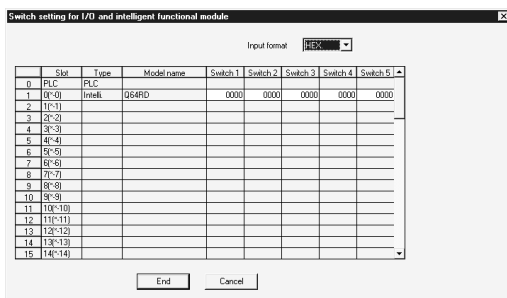 Switch setting for I/O and intelligent functional module X
Input format HEX.
Slot Type Model name Switch 1 Switch 2 Switch 3 Switch 4 Switch 5
0 PLC PLC
1 0(*-0) Intelli. Q64RD 0000 0000 0000 0000 0000
2 1(*-1)
3 2(*-2)
4 3(*-3)
5 4(*-4)
6 5(*-5)
7 6(*-6)
8 7(*-7)
9 8(*-8)
10 9(*-9)
11 10(*-10)
12 11(*-11)
13 12(*-12)
14 13(*-13)
15 14(*-14)
End Cancel